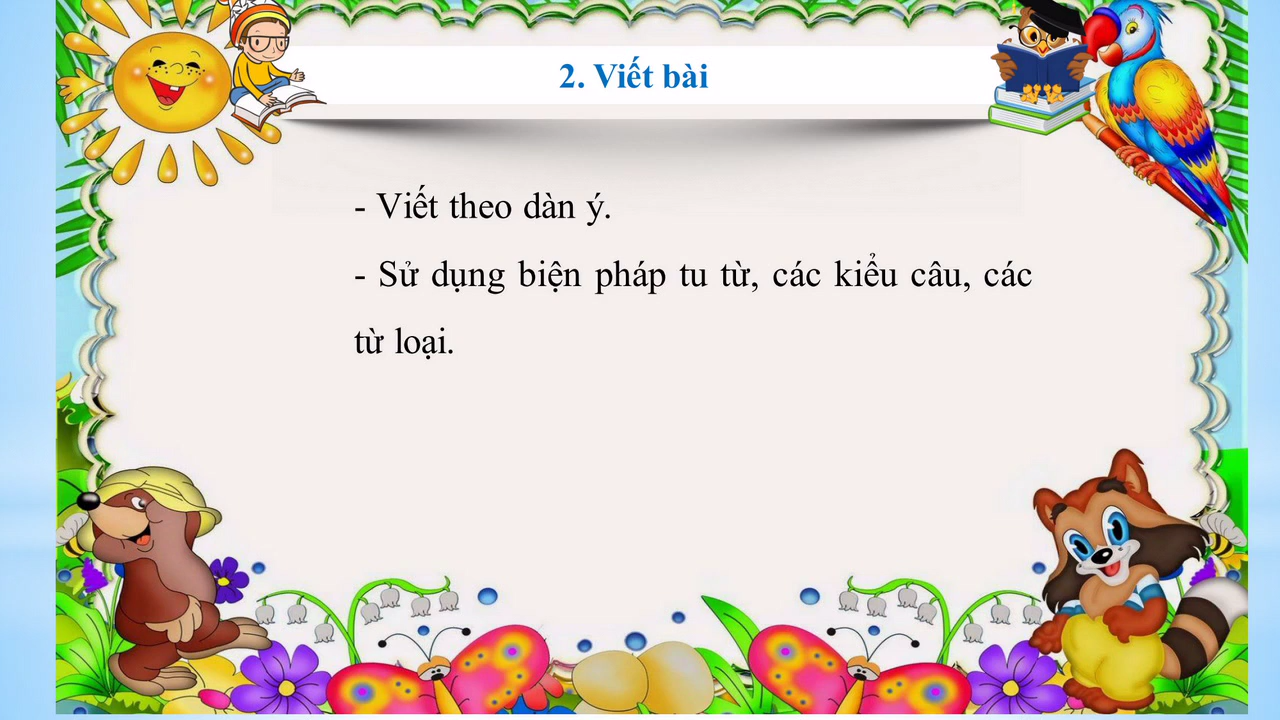 2. Viết bài
- Viết theo dàn ý.
- Sử dụng biện pháp tu từ, các kiểu câu, các
từ loại.